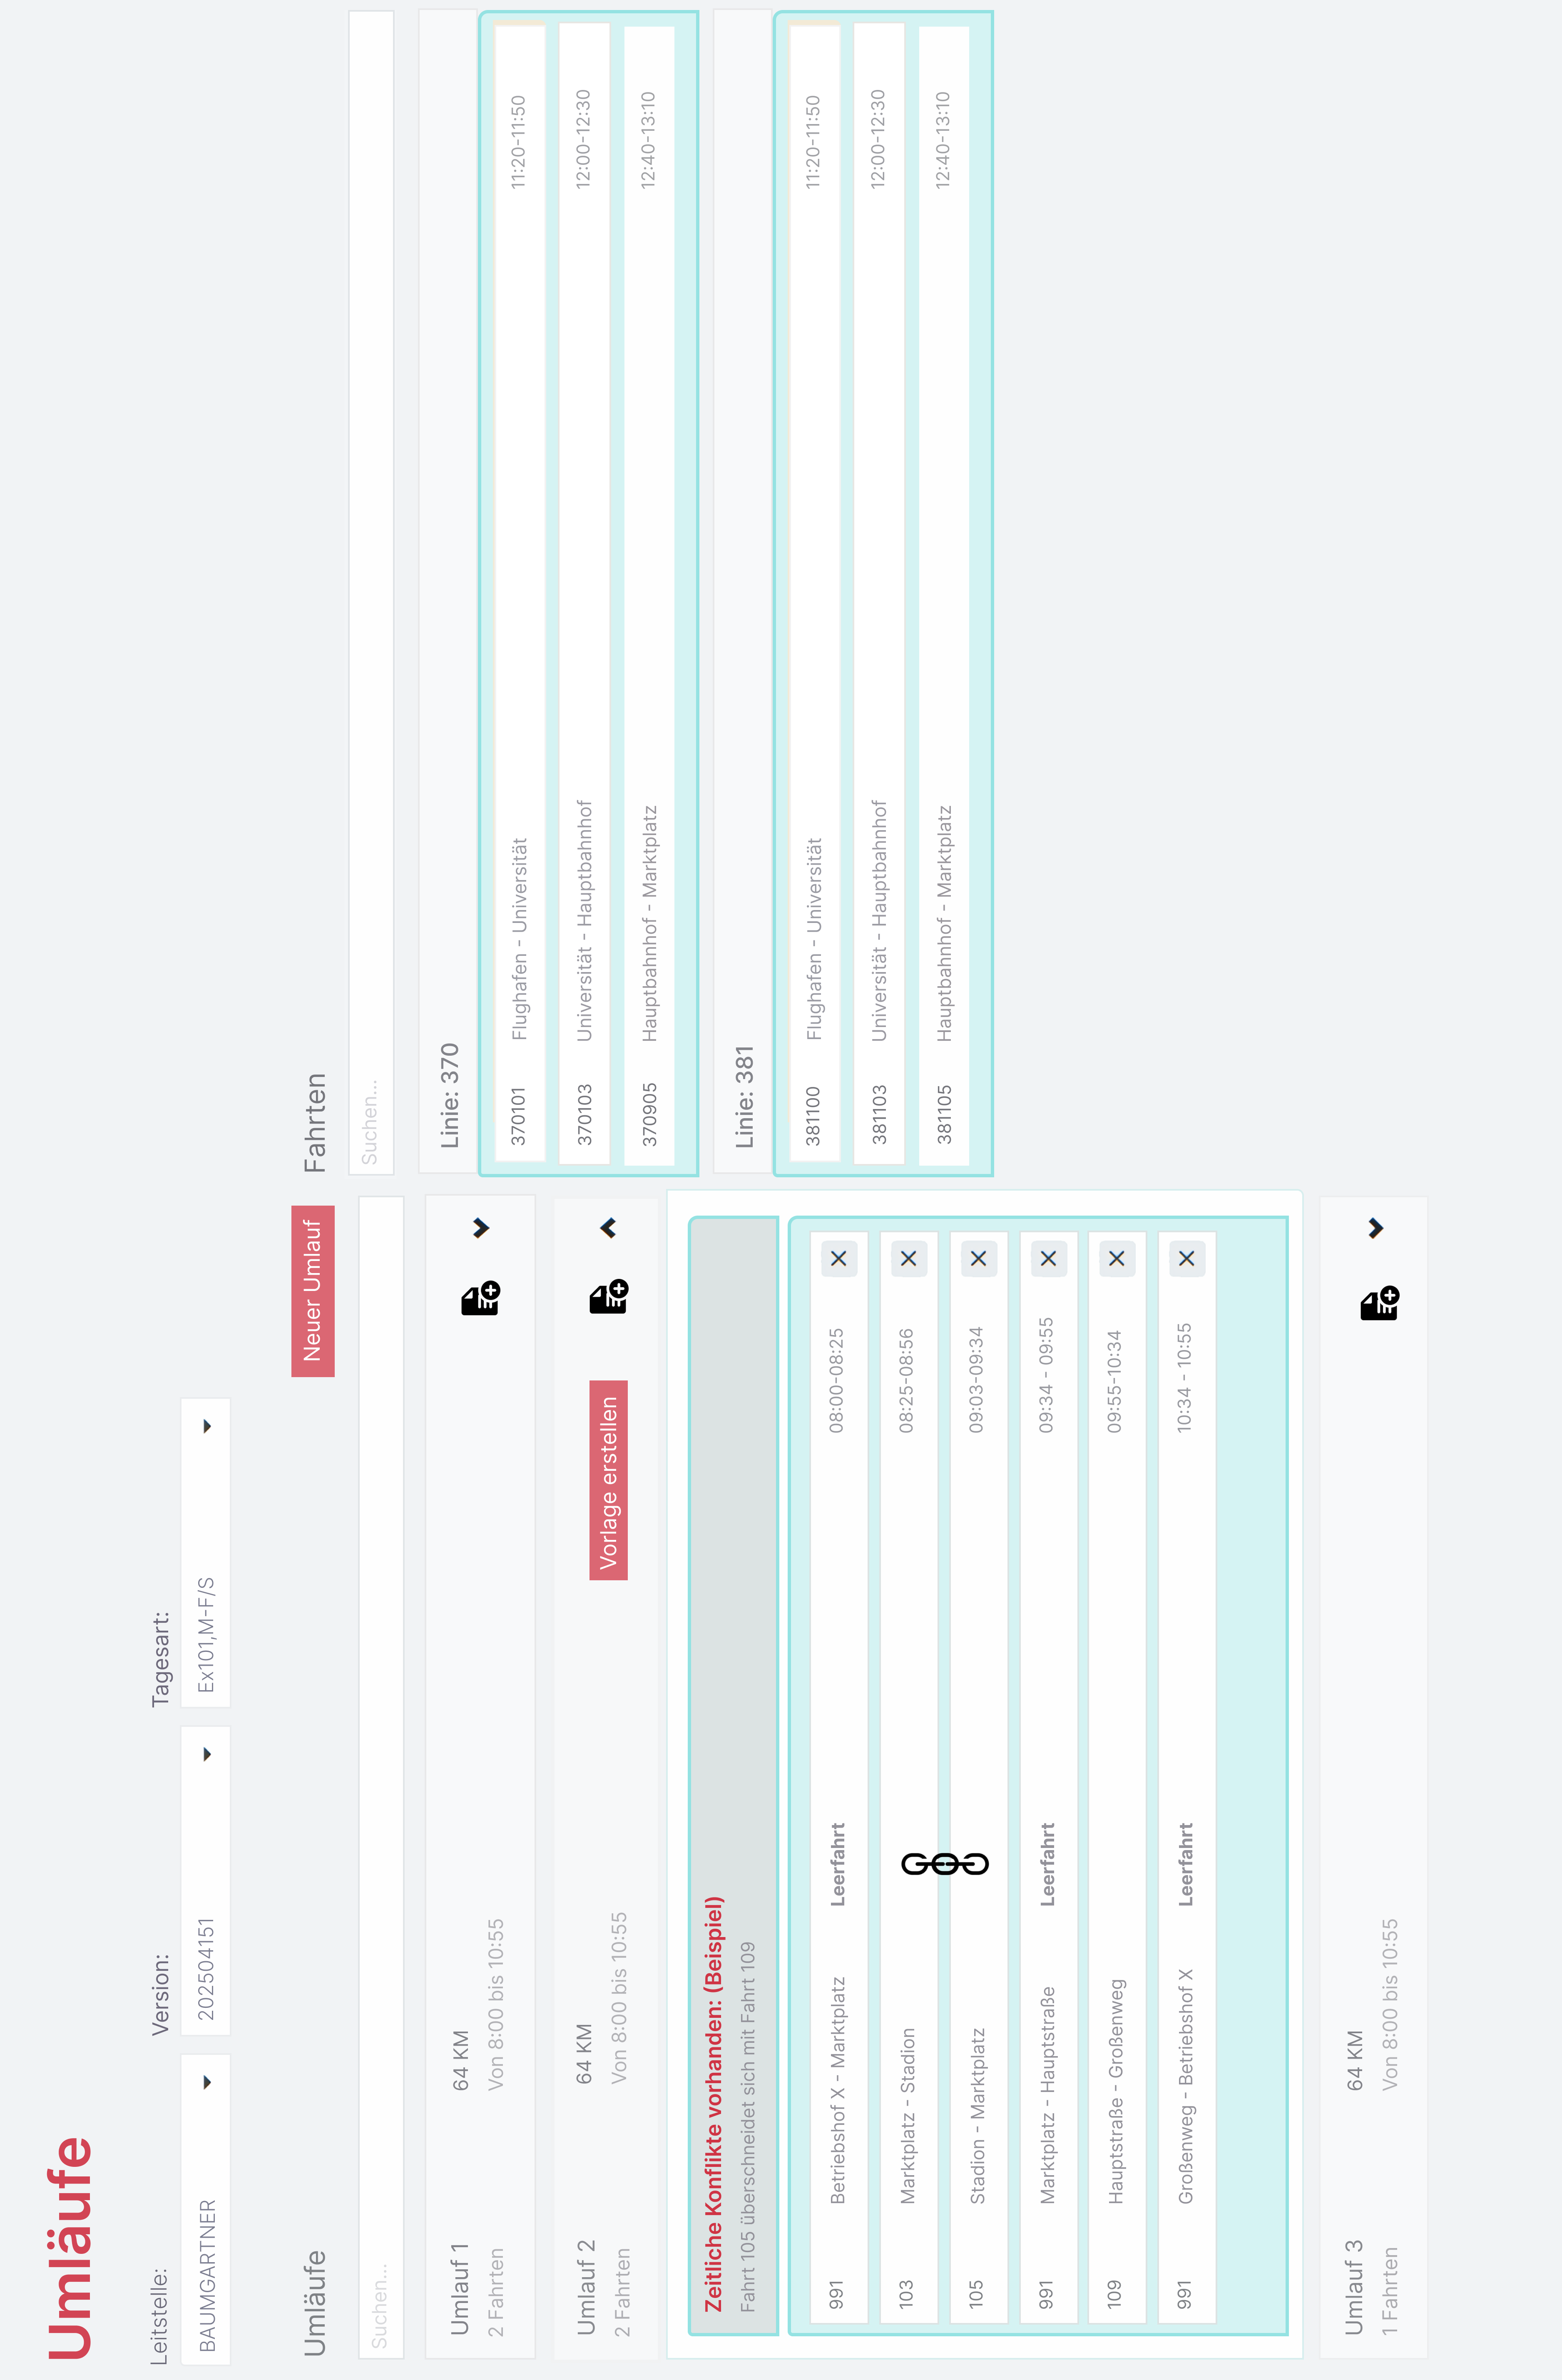 Umläufe
Leitstelle:
Version:
Tagesart:
BAUMGARTNER
202504151
Ex101,M-F/S
Umläufe
Neuer Umlauf
Suchen...
Umlauf 1
64 KM
2 Fahrten
Von 8:00 bis 10:55
Umlauf 2
64 KM
Vorlage erstellen
2 Fahrten
Von 8:00 bis 10:55
Zeitliche Konflikte vorhanden: (Beispiel)
Fahrt 105 überschneidet sich mit Fahrt 109
991 Betriebshof X - Marktplatz Leerfahrt 08:00-08:25
103 Marktplatz - Stadion 08:25-08:56
105 Stadion - Marktplatz 09:03-09:34
991 Marktplatz - Hauptstraße Leerfahrt 09:34 - 09:55
109 Hauptstraße - Großenweg 09:55-10:34
991 Großenweg - Betriebshof X Leerfahrt 10:34 - 10:55
Umlauf 3
64 KM
1 Fahrten
Von 8:00 bis 10:55
Fahrten
Suchen...
Linie: 370
370101 Flughafen - Universität 11:20-11:50
370103 Universität - Hauptbahnhof 12:00-12:30
370905 Hauptbahnhof - Marktplatz 12:40-13:10
Linie: 381
381100 Flughafen - Universität 11:20-11:50
381103 Universität - Hauptbahnhof 12:00-12:30
381105 Hauptbahnhof - Marktplatz 12:40-13:10